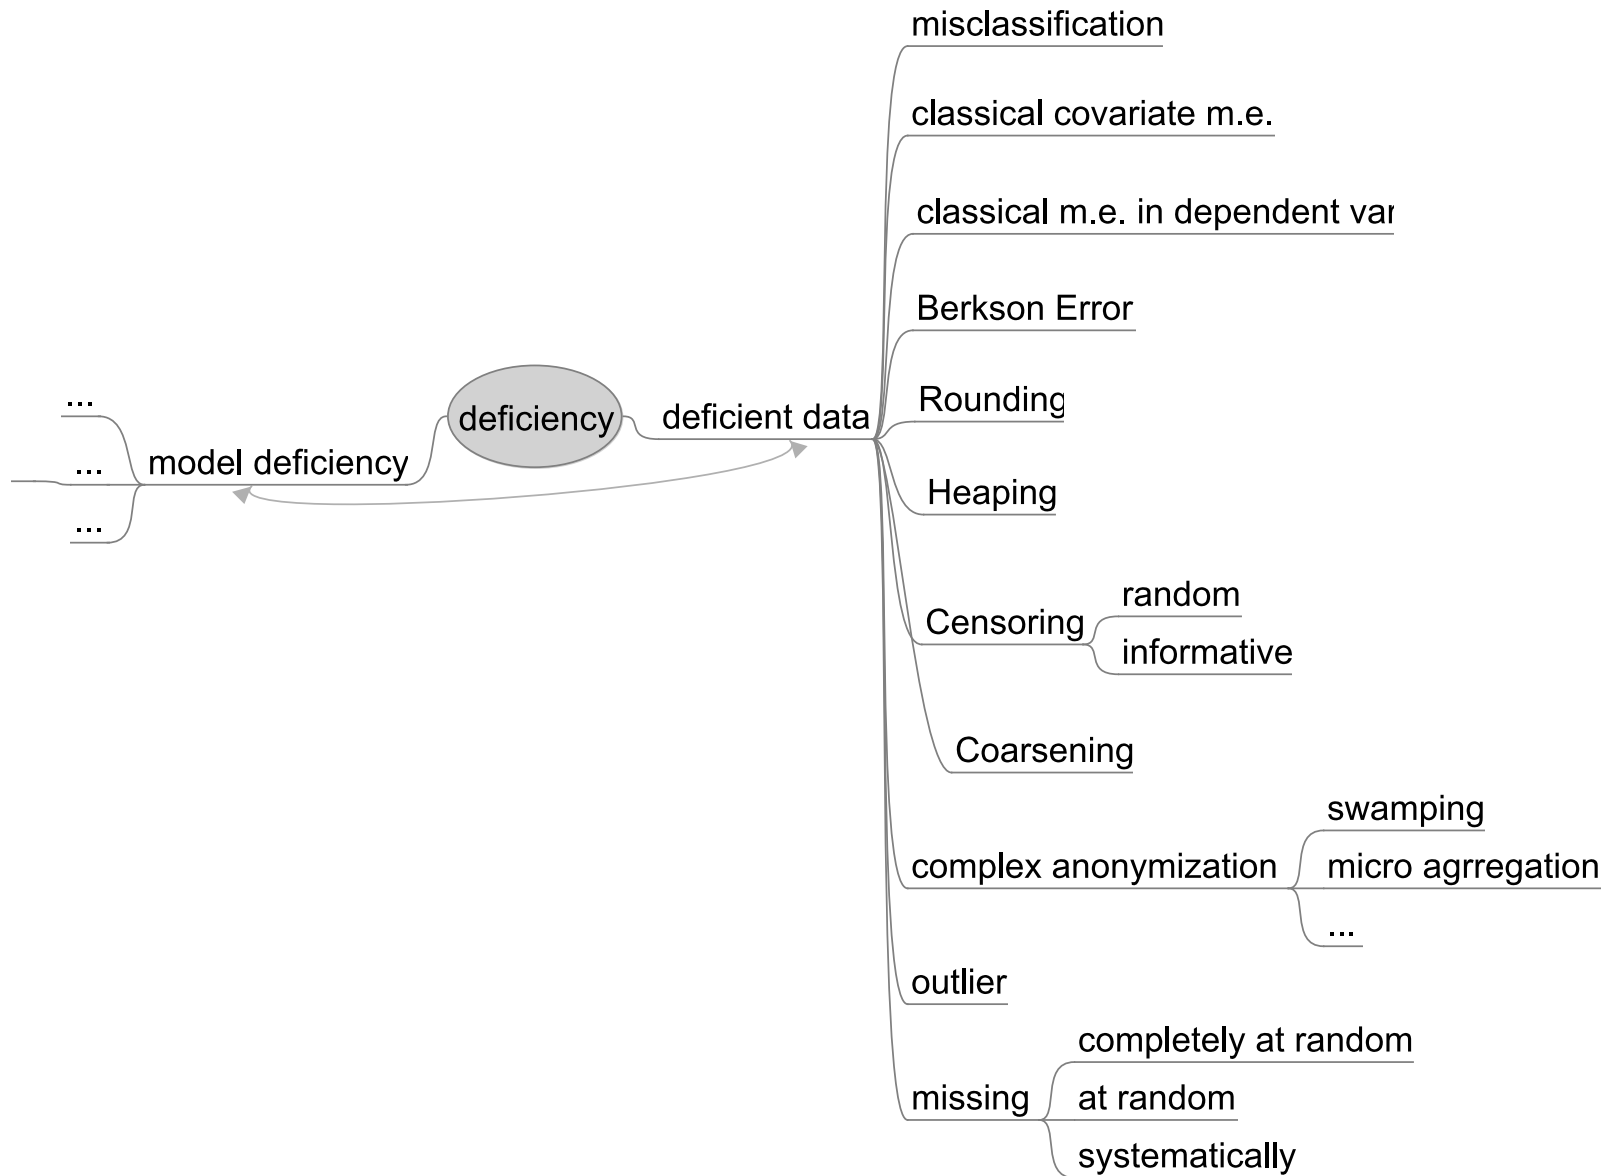 misclassification
classical covariate m.e.
classical m.e. in dependent var
Berkson Error
Rounding
Heaping
Censoring
random
informative
Coarsening
complex anonymization
swamping
micro agrregation
...
outlier
missing
completely at random
at random
systematically
deficient data
deficiency
model deficiency
...
...
...